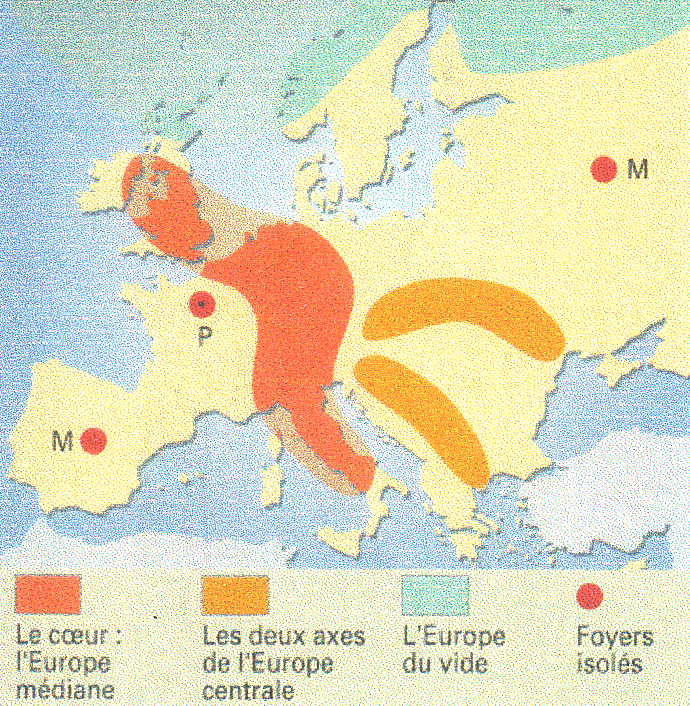 M
P
M
Le cœur :
l'Europe
médiane
Les deux axes
de l'Europe
centrale
L'Europe
du vide
Foyers
isolés